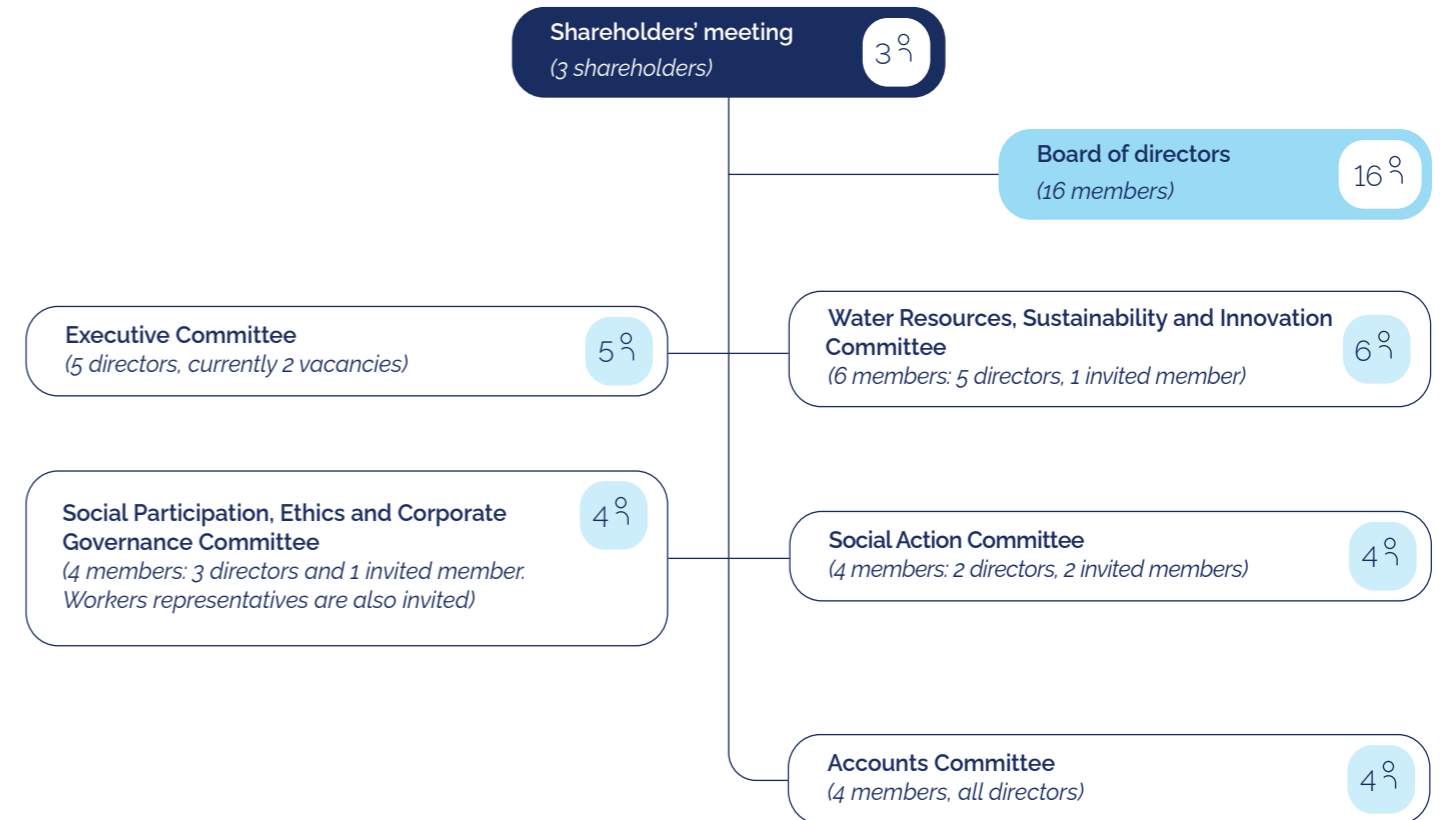 Shareholders' meeting
(3 shareholders)
3
Board of directors
(16 members)
16
Executive Committee
(5 directors, currently 2 vacancies)
5
Water Resources, Sustainability and Innovation
Committee
(6 members: 5 directors, 1 invited member)
6
Social Participation, Ethics and Corporate
Governance Committee
(4 members: 3 directors and 1 invited member.
Workers representatives are also invited)
4
Social Action Committee
(4 members: 2 directors, 2 invited members)
4
Accounts Committee
(4 members, all directors)
4